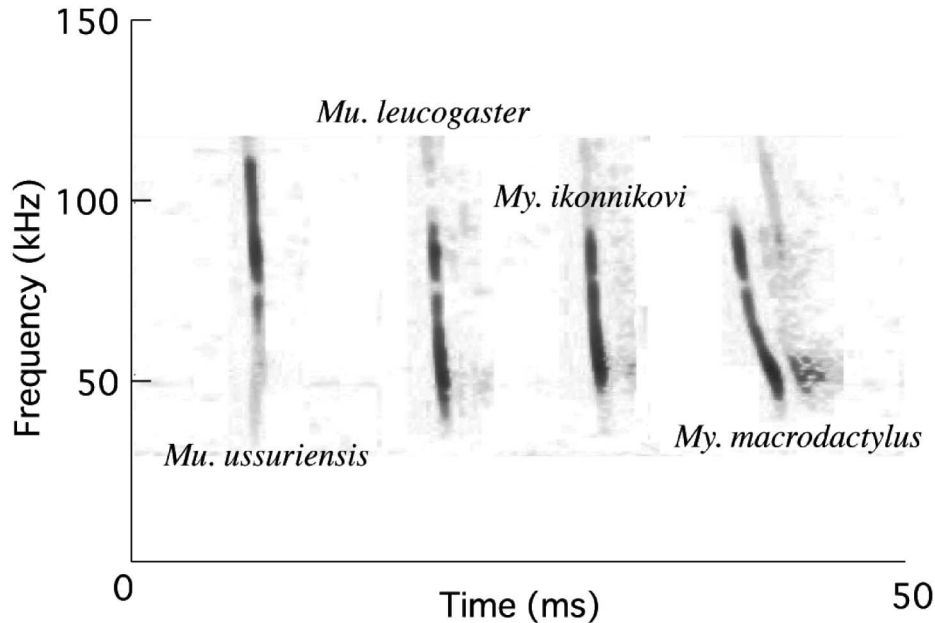 150
Mu. leucogaster
My. ikonnikovi
100
Frequency (kHz)
50
My. macrodactylus
Mu. ussuriensis
0
50
Time (ms)